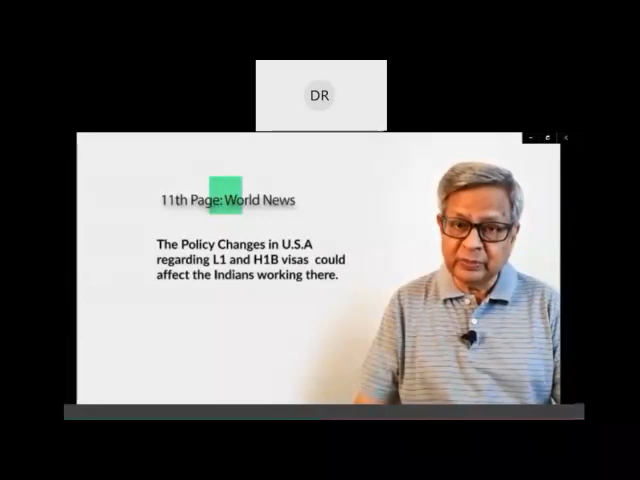 DR
11th Page: World News
The Policy Changes in U.S.A
regarding L1 and H1B visas could
affect the Indians working there.